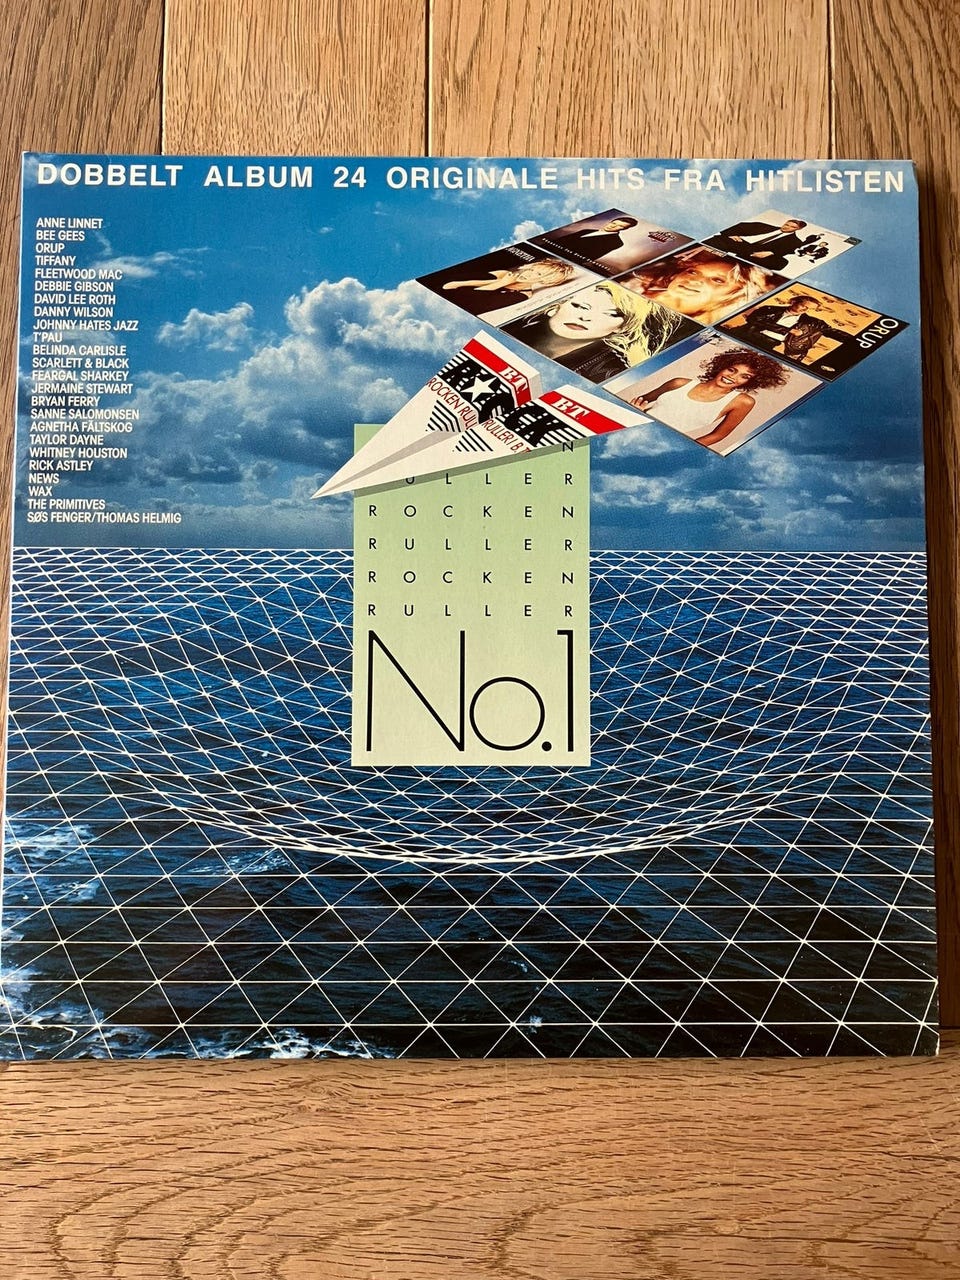 DOBBELT ALBUM 24 ORIGINALE HITS FRA HITLISTEN
ANNE LINNET
BEE GEES
ORUP
TIFFANY
FLEETWOOD MAC
DEBBIE GIBSON
DAVID LEE ROTH
DANNY WILSON
JOHNNY HATES JAZZ
T'PAU
BELINDA CARLISLE
SCARLETT & BLACK
FEARGAL SHARKEY
JERMAINE STEWART
BRYAN FERRY
SANNE SALOMONSEN
AGNETHA FÄLTSKOG
TAYLOR DAYNE
WHITNEY HOUSTON
RICK ASTLEY
NEWS
WAX
THE PRIMITIVES
SØS FENGER/THOMAS HELMIG
ORUP
B.T.
ROCK
ROCKEN RUL
B.T.
RULLER/B.T.
N
ULLER
ROCKEN
RULLER
ROCKEN
RULLER
No.1